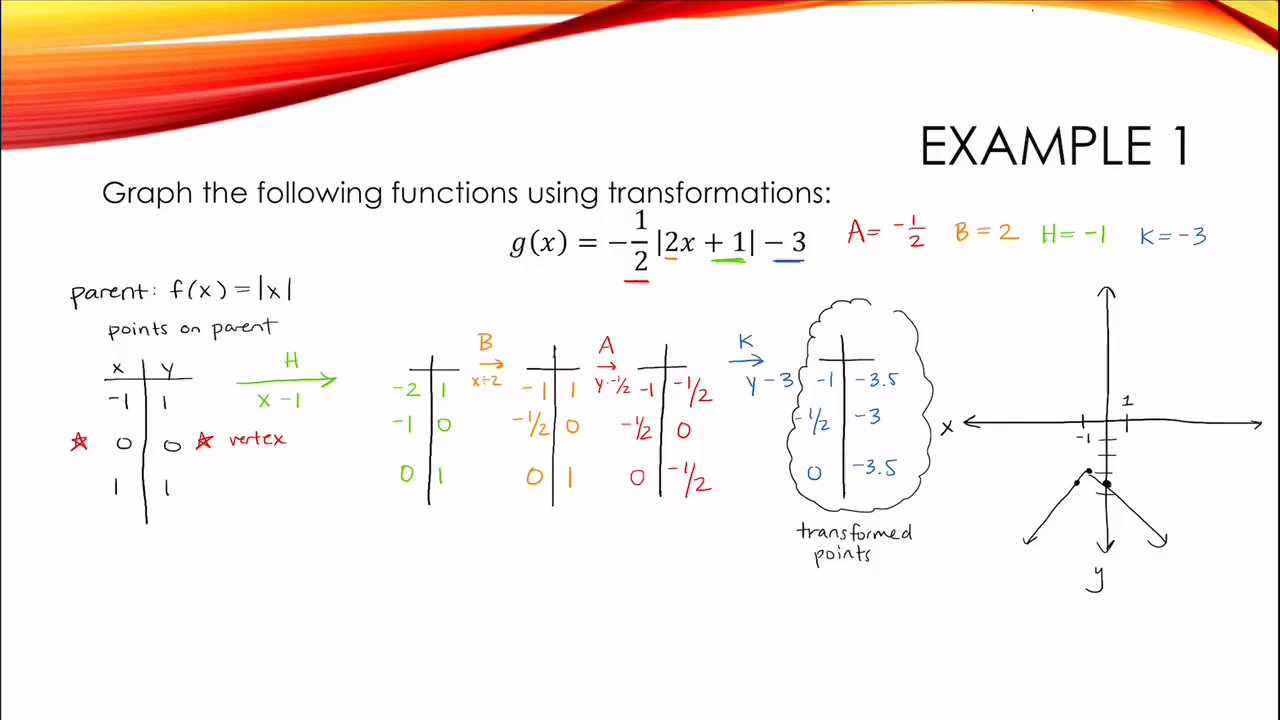 EXAMPLE 1
Graph the following functions using transformations:
g(x) = −1/2 |2x + 1| − 3
A = -1/2 B = 2 H = -1 K = -3
parent: f(x) = |x|
points on parent
x y
-1 1
0 0
1 1
★ ★ vertex
H
x - 1
-2 1
-1 0
0 1
B
x÷2
-1 1
-1/2 0
0 1
A
y·-1/2
-1 -1/2
-1/2 0
0 -1/2
K
y - 3
-1 -3.5
-1/2 -3
0 -3.5
transformed
points
1
x
-1
y